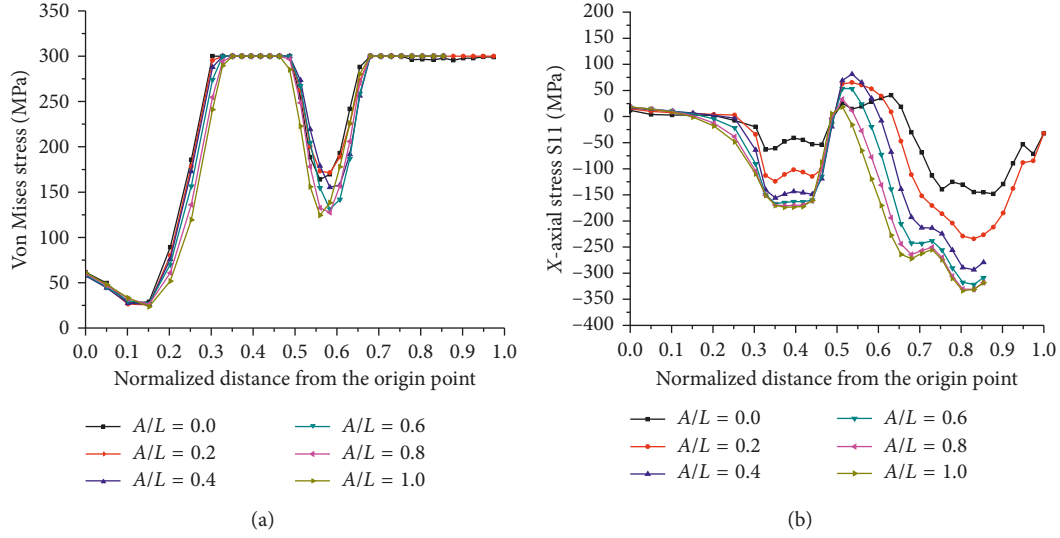 350
300
250
200
150
100
50
0
Von Mises stress (MPa)
0.0 0.1 0.2 0.3 0.4 0.5 0.6 0.7 0.8 0.9 1.0
Normalized distance from the origin point
A/L = 0.0
A/L = 0.2
A/L = 0.4
A/L = 0.6
A/L = 0.8
A/L = 1.0
(a)
200
150
100
50
0
−50
−100
−150
−200
−250
−300
−350
−400
X-axial stress S11 (MPa)
0.0 0.1 0.2 0.3 0.4 0.5 0.6 0.7 0.8 0.9 1.0
Normalized distance from the origin point
A/L = 0.0
A/L = 0.2
A/L = 0.4
A/L = 0.6
A/L = 0.8
A/L = 1.0
(b)